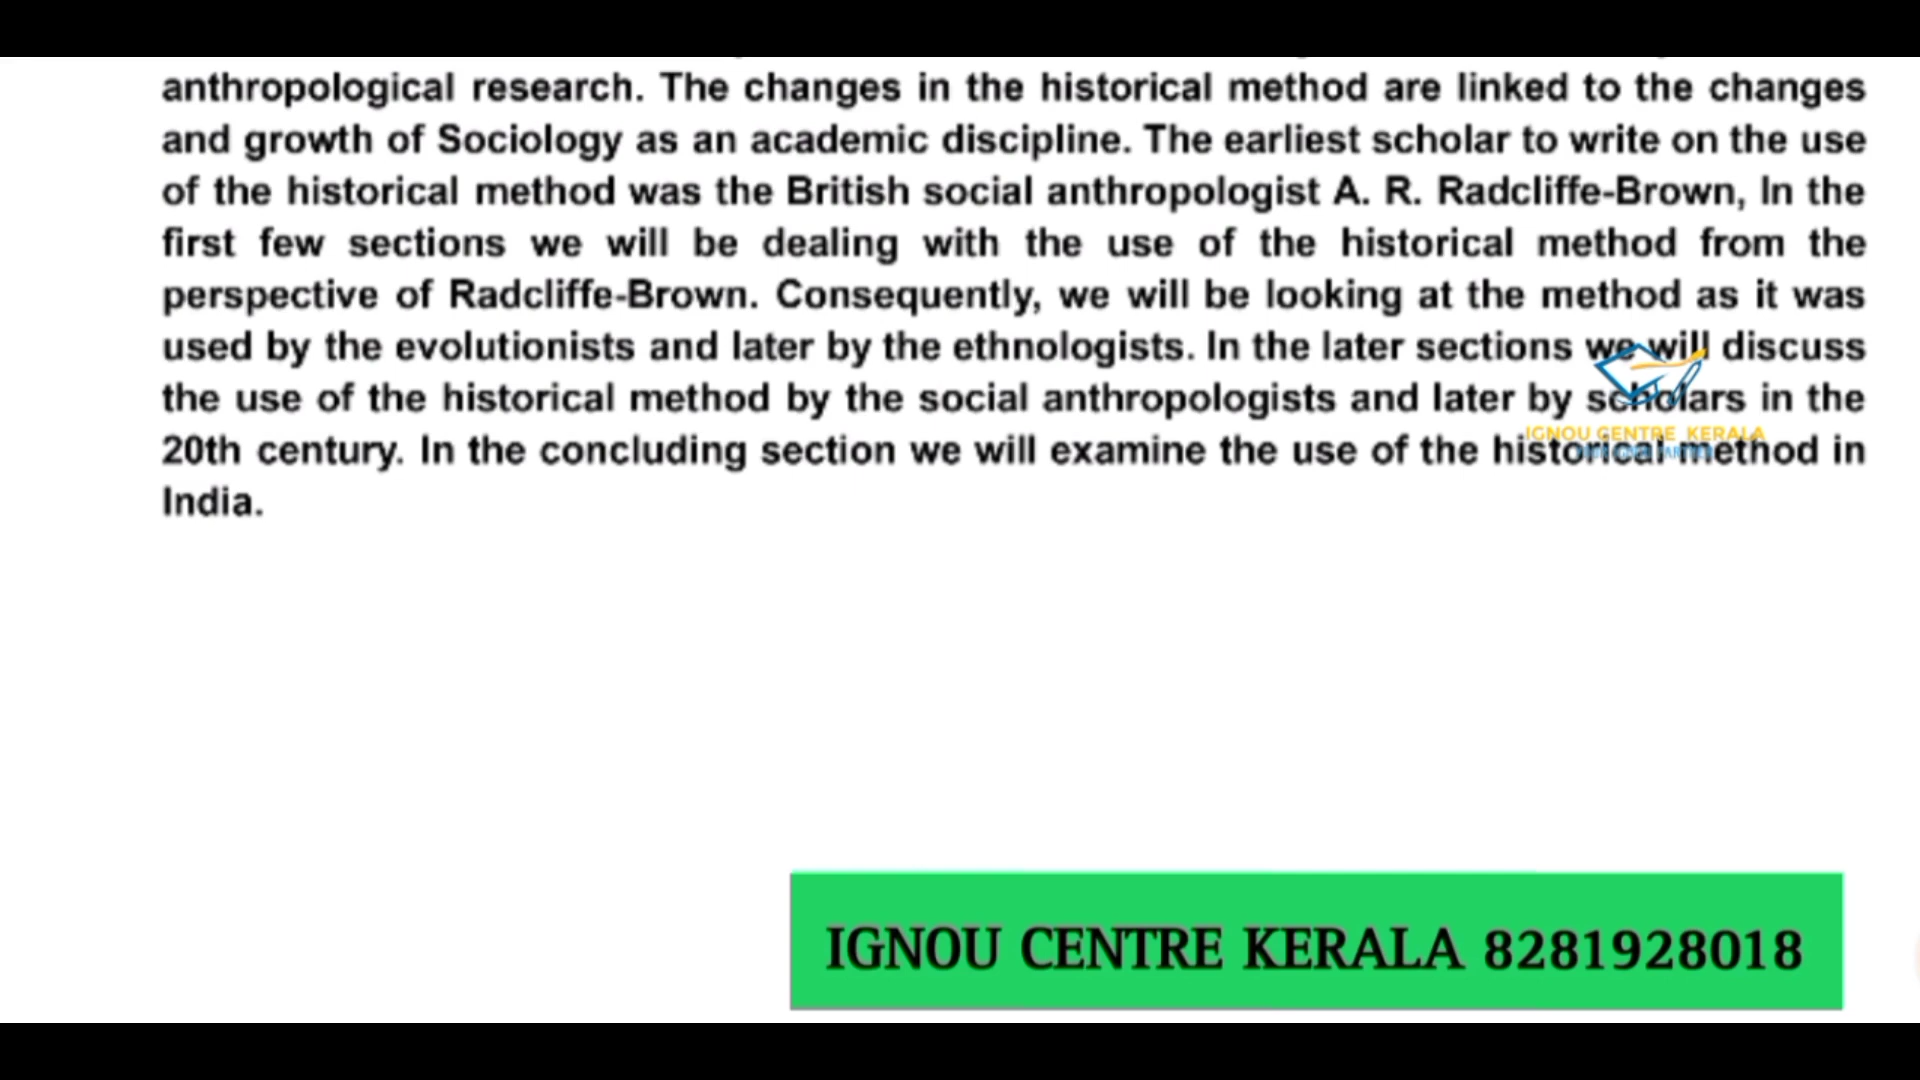 anthropological research. The changes in the historical method are linked to the changes
and growth of Sociology as an academic discipline. The earliest scholar to write on the use
of the historical method was the British social anthropologist A. R. Radcliffe-Brown, In the
first few sections we will be dealing with the use of the historical method from the
perspective of Radcliffe-Brown. Consequently, we will be looking at the method as it was
used by the evolutionists and later by the ethnologists. In the later sections we will discuss
the use of the historical method by the social anthropologists and later by scholars in the
20th century. In the concluding section we will examine the use of the historical method in
India.
IGNOU CENTRE KERALA
IGNOU CENTRE KERALA 8281928018